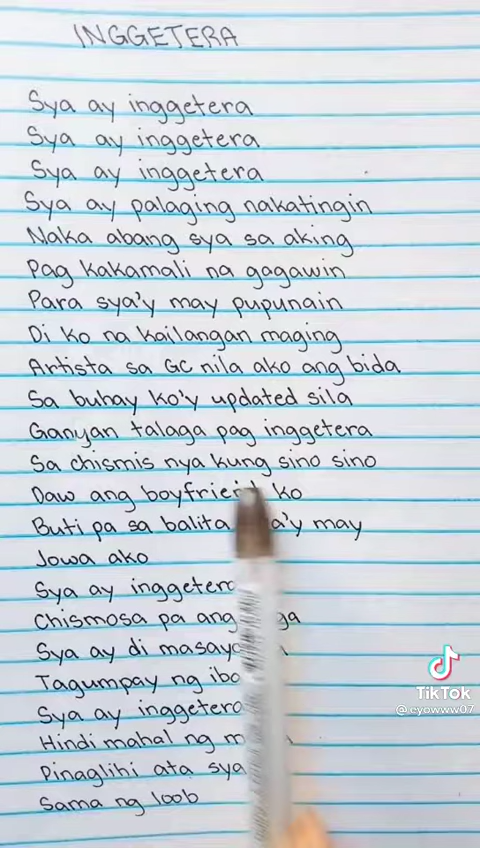 INGGETERA
Sya ay inggetera
Sya ay inggetera
Sya ay inggetera
Sya ay palaging nakatingin
Naka abang sya sa aking
Pag kakamali na gagawin
Para sya'y may pupunain
Di ko na kailangan maging
Artista sa GC nila ako ang bida
Sa buhay ko'y updated sila
Ganyan talaga pag inggetera
Sa chismis nya kung sino sino
Daw ang boyfriend ko
Buti pa sa balita may
Jowa ako
Sya ay inggetera
Chismosa pa ang
Sya ay di
Tagumpay ng
Sya ay inggetera
Hindi mahal ng
Pinaglihi ata sya
Sama ng loob
TikTok
@eyowww07